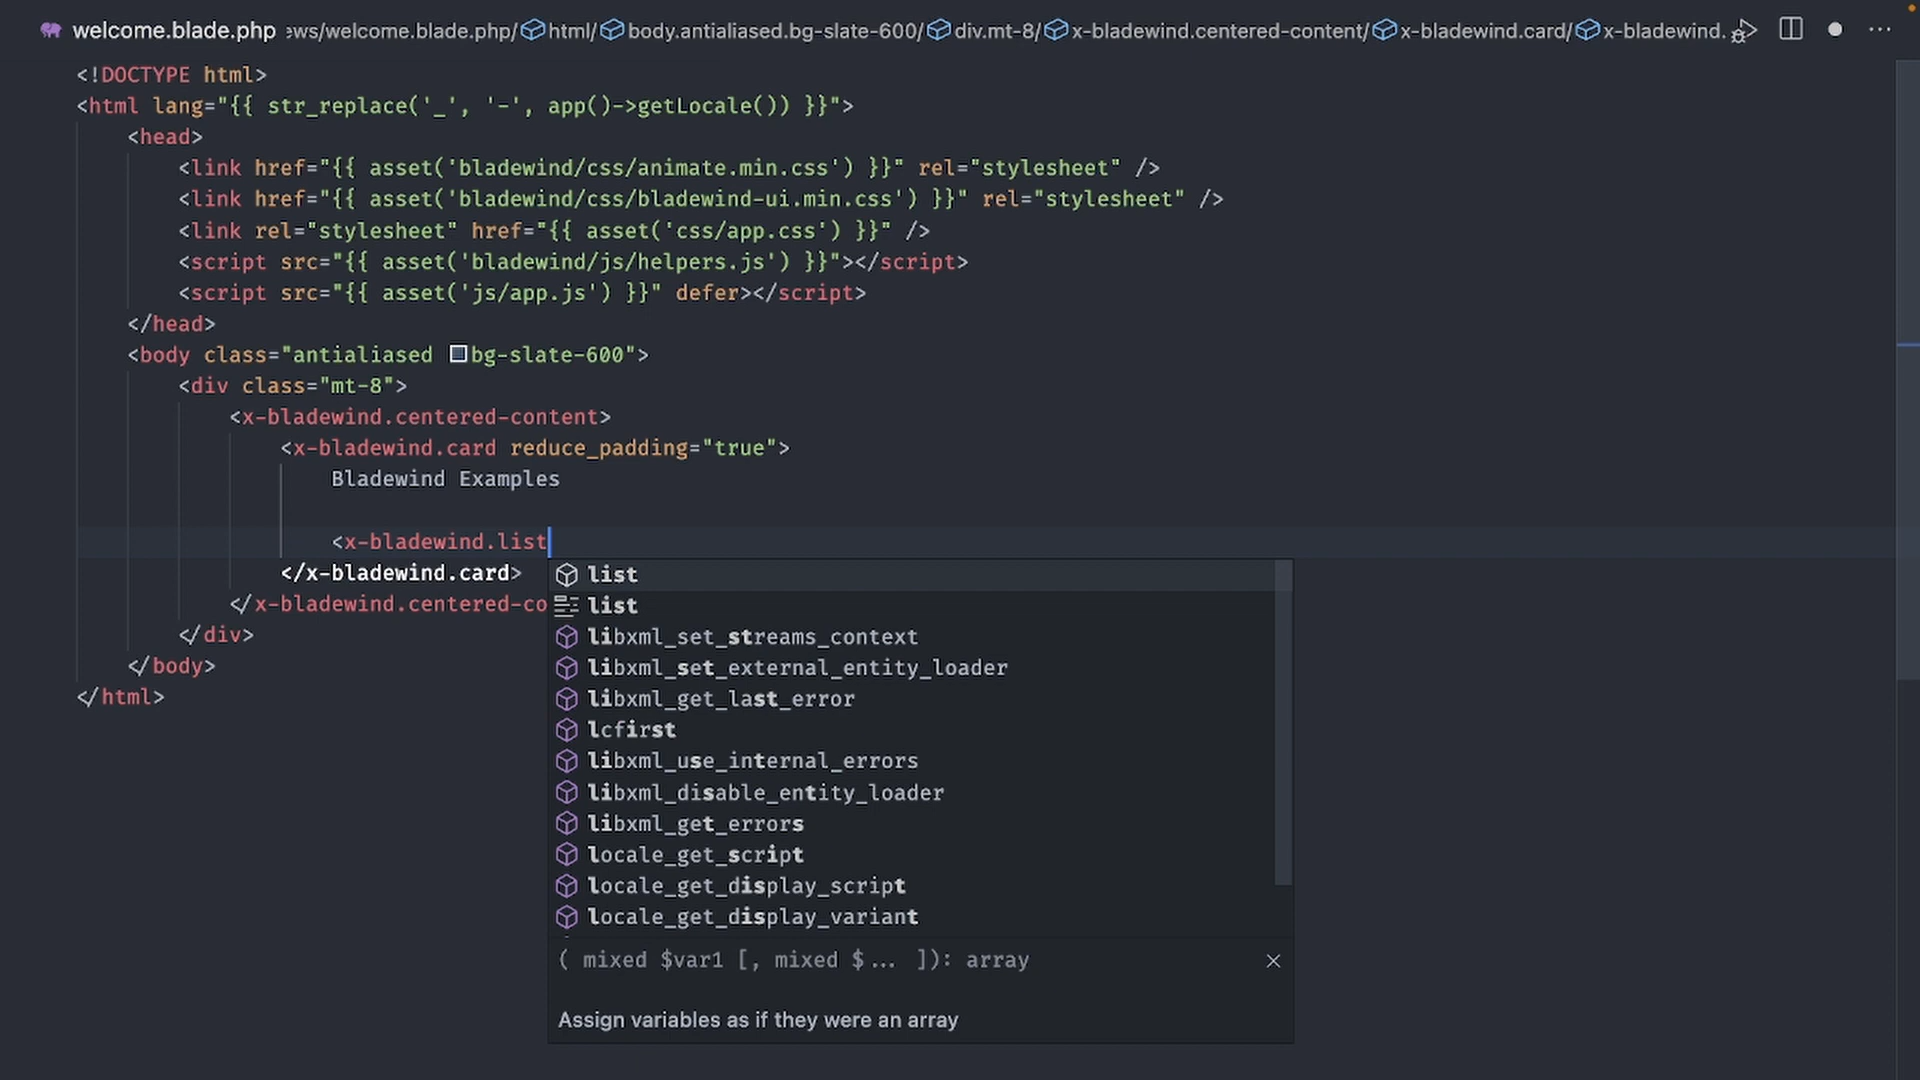 welcome.blade.php ews/welcome.blade.php/ html/ body.antialiased.bg-slate-600/ div.mt-8/ x-bladewind.centered-content/ x-bladewind.card/ x-bladewind.
<!DOCTYPE html>
<html lang="{{ str_replace('_', '-', app()->getLocale()) }}">
<head>
<link href="{{ asset('bladewind/css/animate.min.css') }}" rel="stylesheet" />
<link href="{{ asset('bladewind/css/bladewind-ui.min.css') }}" rel="stylesheet" />
<link rel="stylesheet" href="{{ asset('css/app.css') }}" />
<script src="{{ asset('bladewind/js/helpers.js') }}"></script>
<script src="{{ asset('js/app.js') }}" defer></script>
</head>
<body class="antialiased bg-slate-600">
<div class="mt-8">
<x-bladewind.centered-content>
<x-bladewind.card reduce_padding="true">
Bladewind Examples
<x-bladewind.list
</x-bladewind.card>
</x-bladewind.centered-co
</div>
</body>
</html>
list
list
libxml_set_streams_context
libxml_set_external_entity_loader
libxml_get_last_error
lcfirst
libxml_use_internal_errors
libxml_disable_entity_loader
libxml_get_errors
locale_get_script
locale_get_display_script
locale_get_display_variant
( mixed $var1 [, mixed $... ]): array
Assign variables as if they were an array